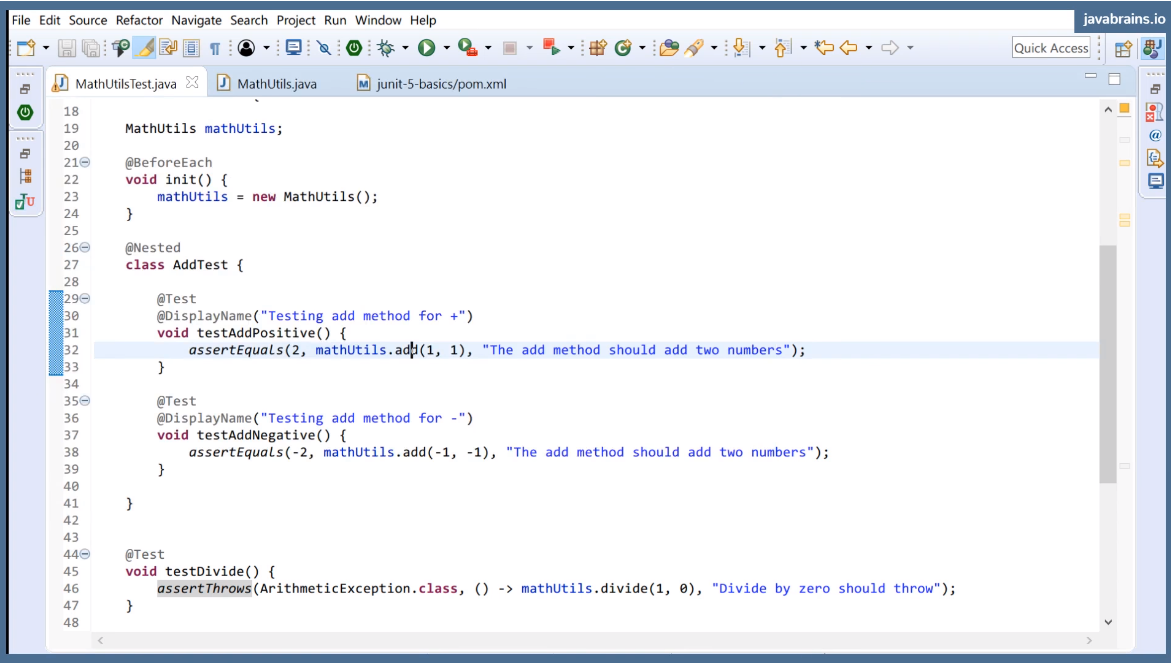 File Edit Source Refactor Navigate Search Project Run Window Help
javabrains.io
Quick Access
MathUtilsTest.java
MathUtils.java
junit-5-basics/pom.xml
18
19 MathUtils mathUtils;
20
21 @BeforeEach
22 void init() {
23 mathUtils = new MathUtils();
24 }
25
26 @Nested
27 class AddTest {
28
29 @Test
30 @DisplayName("Testing add method for +")
31 void testAddPositive() {
32 assertEquals(2, mathUtils.add(1, 1), "The add method should add two numbers");
33 }
34
35 @Test
36 @DisplayName("Testing add method for -")
37 void testAddNegative() {
38 assertEquals(-2, mathUtils.add(-1, -1), "The add method should add two numbers");
39 }
40
41 }
42
43
44 @Test
45 void testDivide() {
46 assertThrows(ArithmeticException.class, () -> mathUtils.divide(1, 0), "Divide by zero should throw");
47 }
48